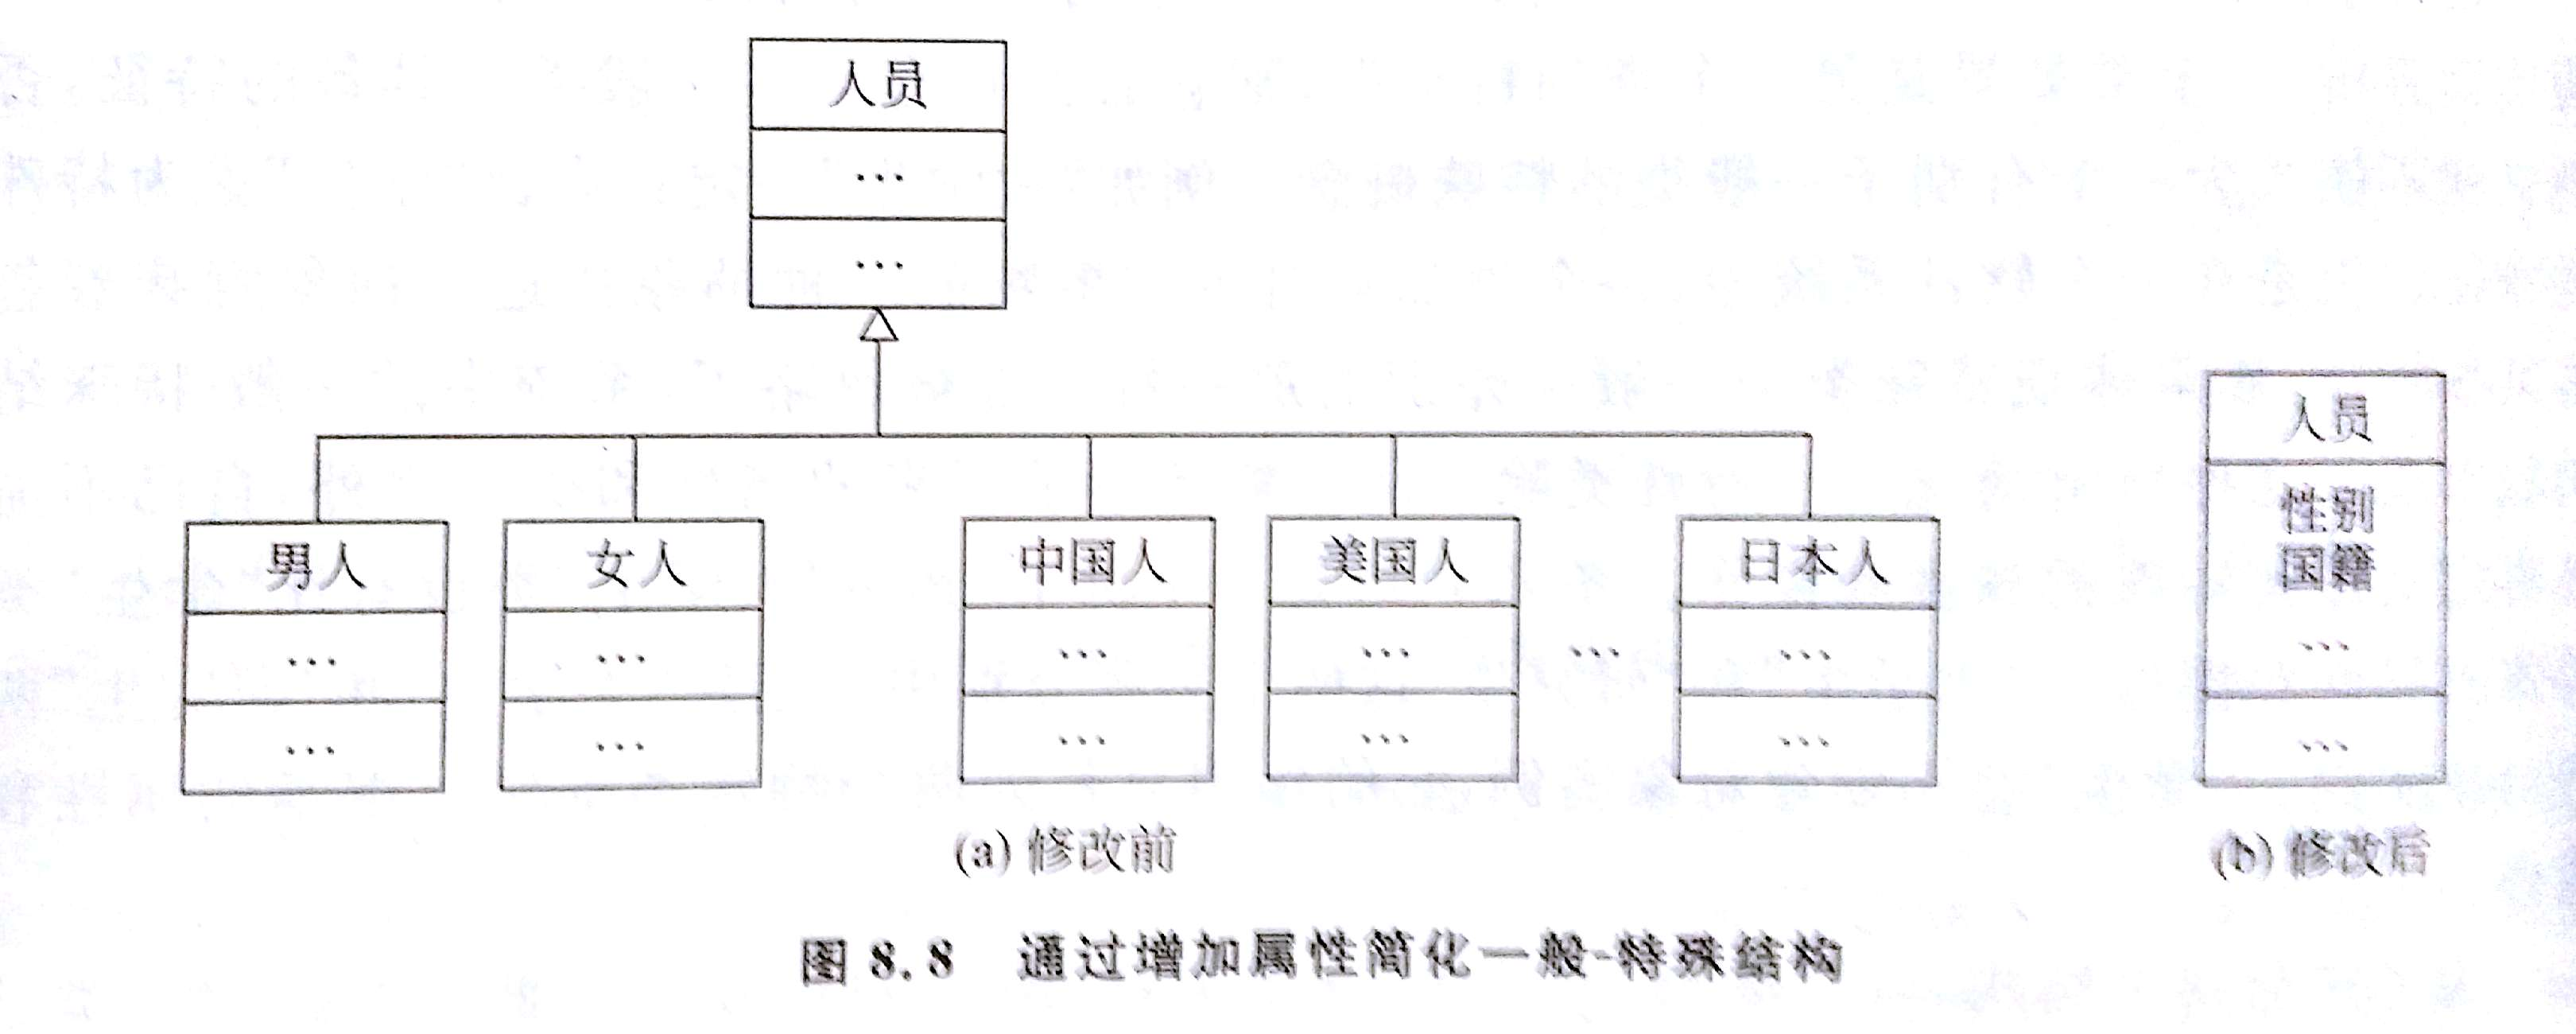 人员
…
…
男人
…
…
女人
…
…
中国人
…
…
美国人
…
…
…
日本人
…
…
(a) 修改前
人员
性别
国籍
…
…
(b) 修改后
图 8.8 通过增加属性简化一般-特殊结构